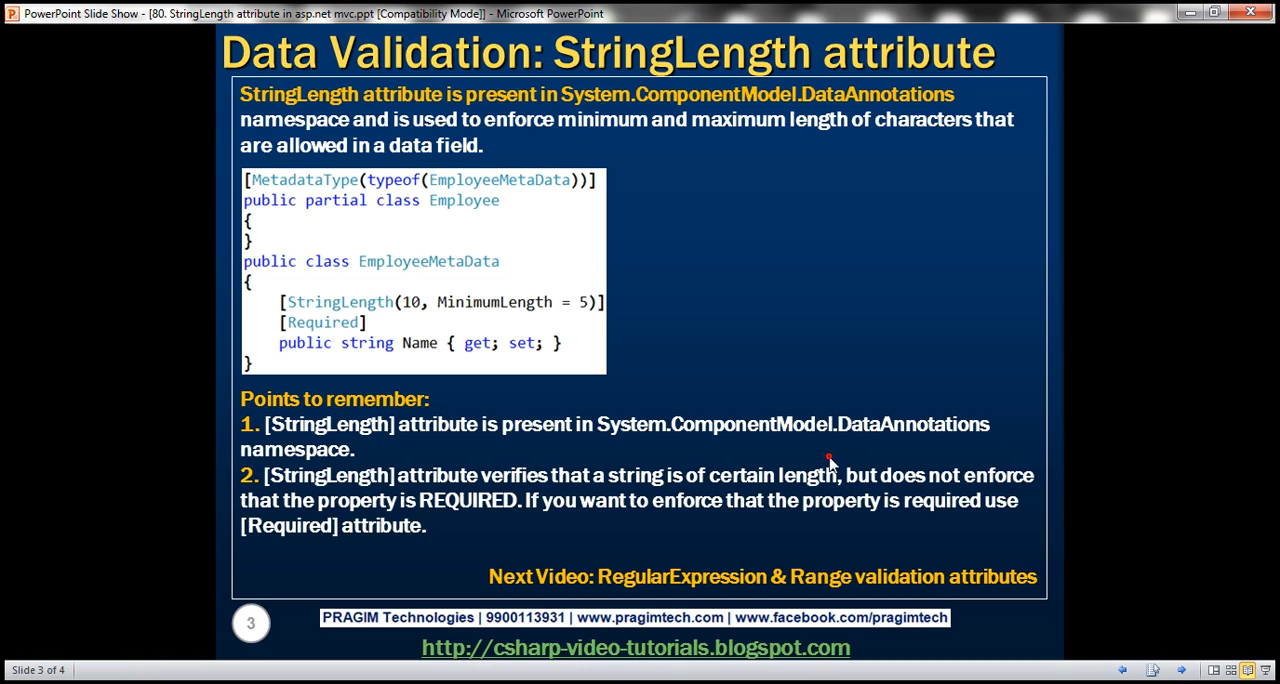 PowerPoint Slide Show - [80. StringLength attribute in asp.net mvc.ppt [Compatibility Mode]] - Microsoft PowerPoint
Data Validation: StringLength attribute
StringLength attribute is present in System.ComponentModel.DataAnnotations
namespace and is used to enforce minimum and maximum length of characters that
are allowed in a data field.
[MetadataType(typeof(EmployeeMetaData))]
public partial class Employee
{
}
public class EmployeeMetaData
{
[StringLength(10, MinimumLength = 5)]
[Required]
public string Name { get; set; }
}
Points to remember:
1. [StringLength] attribute is present in System.ComponentModel.DataAnnotations
namespace.
2. [StringLength] attribute verifies that a string is of certain length, but does not enforce
that the property is REQUIRED. If you want to enforce that the property is required use
[Required] attribute.
Next Video: RegularExpression & Range validation attributes
3
PRAGIM Technologies | 9900113931 | www.pragimtech.com | www.facebook.com/pragimtech
http://csharp-video-tutorials.blogspot.com
Slide 3 of 4